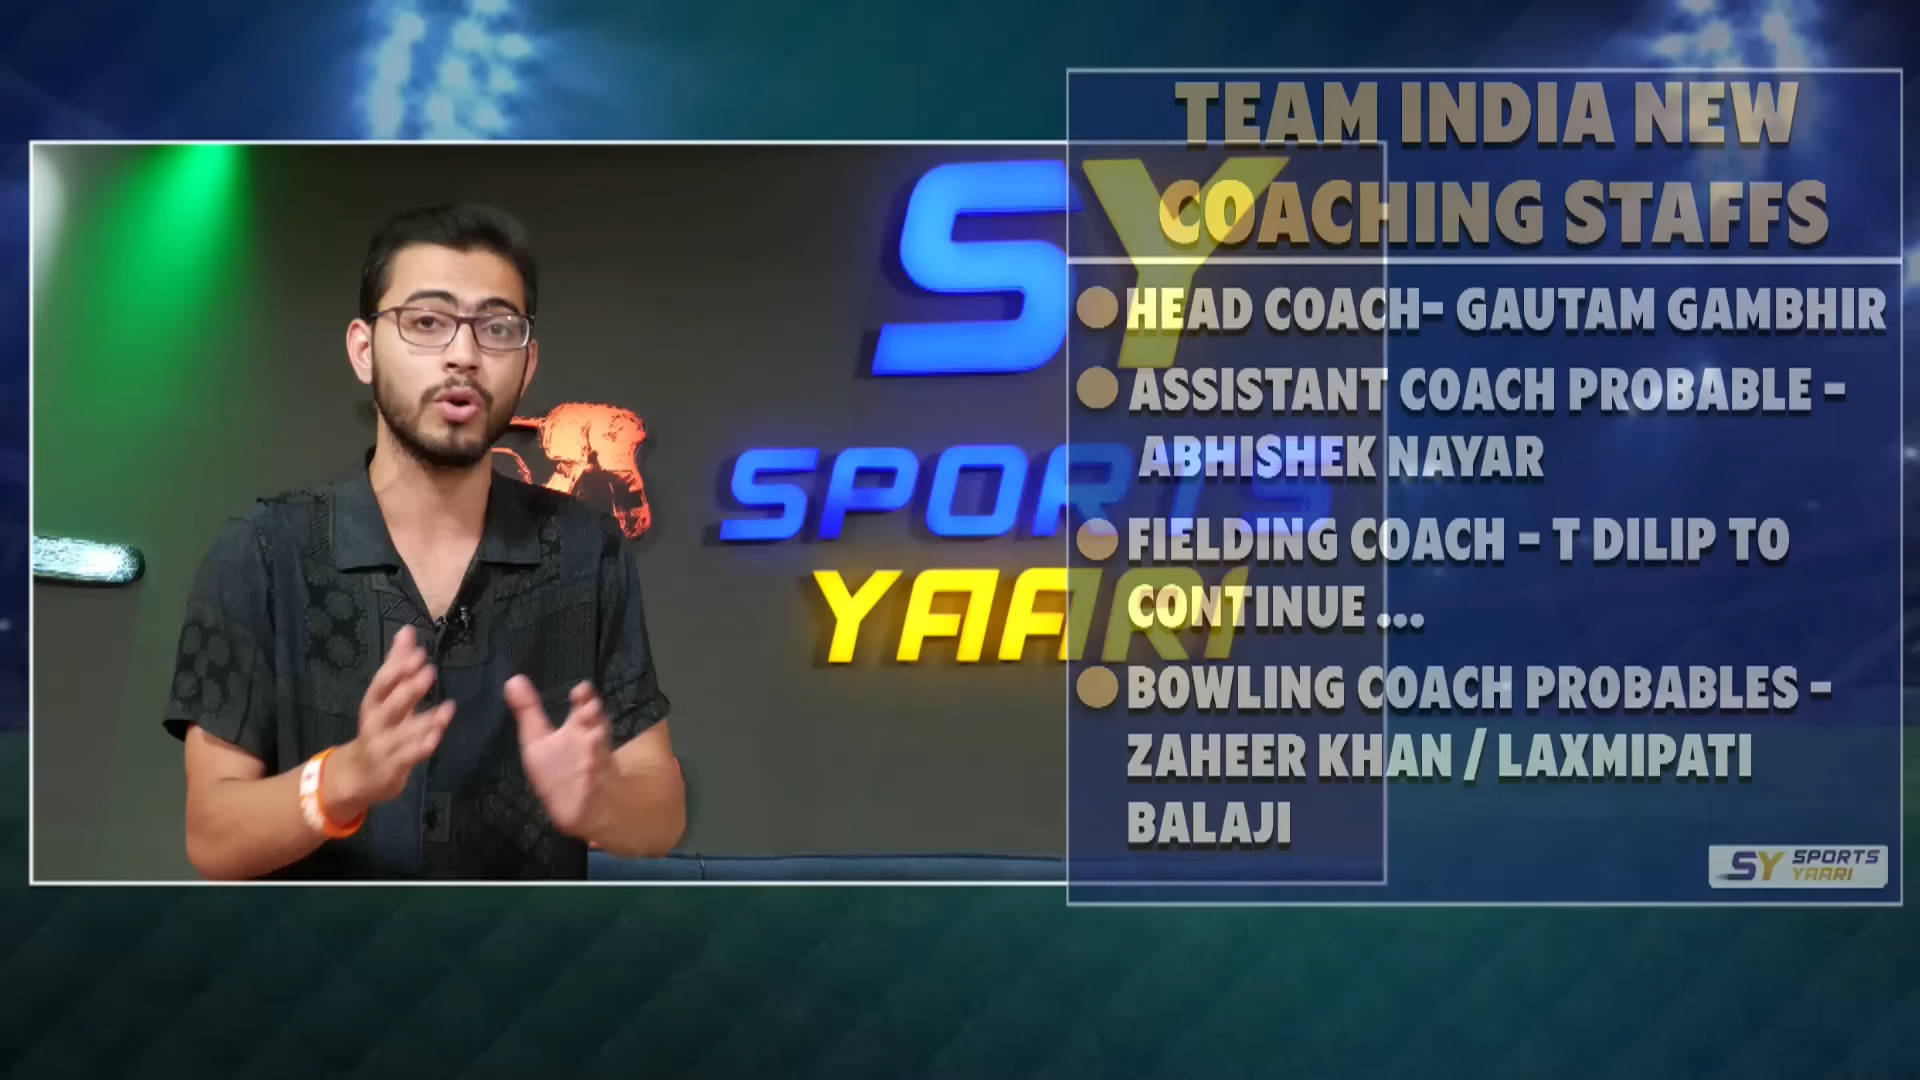 SY
SPORTS
YAARI
TEAM INDIA NEW
COACHING STAFFS
HEAD COACH- GAUTAM GAMBHIR
ASSISTANT COACH PROBABLE -
ABHISHEK NAYAR
FIELDING COACH - T DILIP TO
CONTINUE ...
BOWLING COACH PROBABLES -
ZAHEER KHAN / LAXMIPATI
BALAJI
SY SPORTS
YAARI